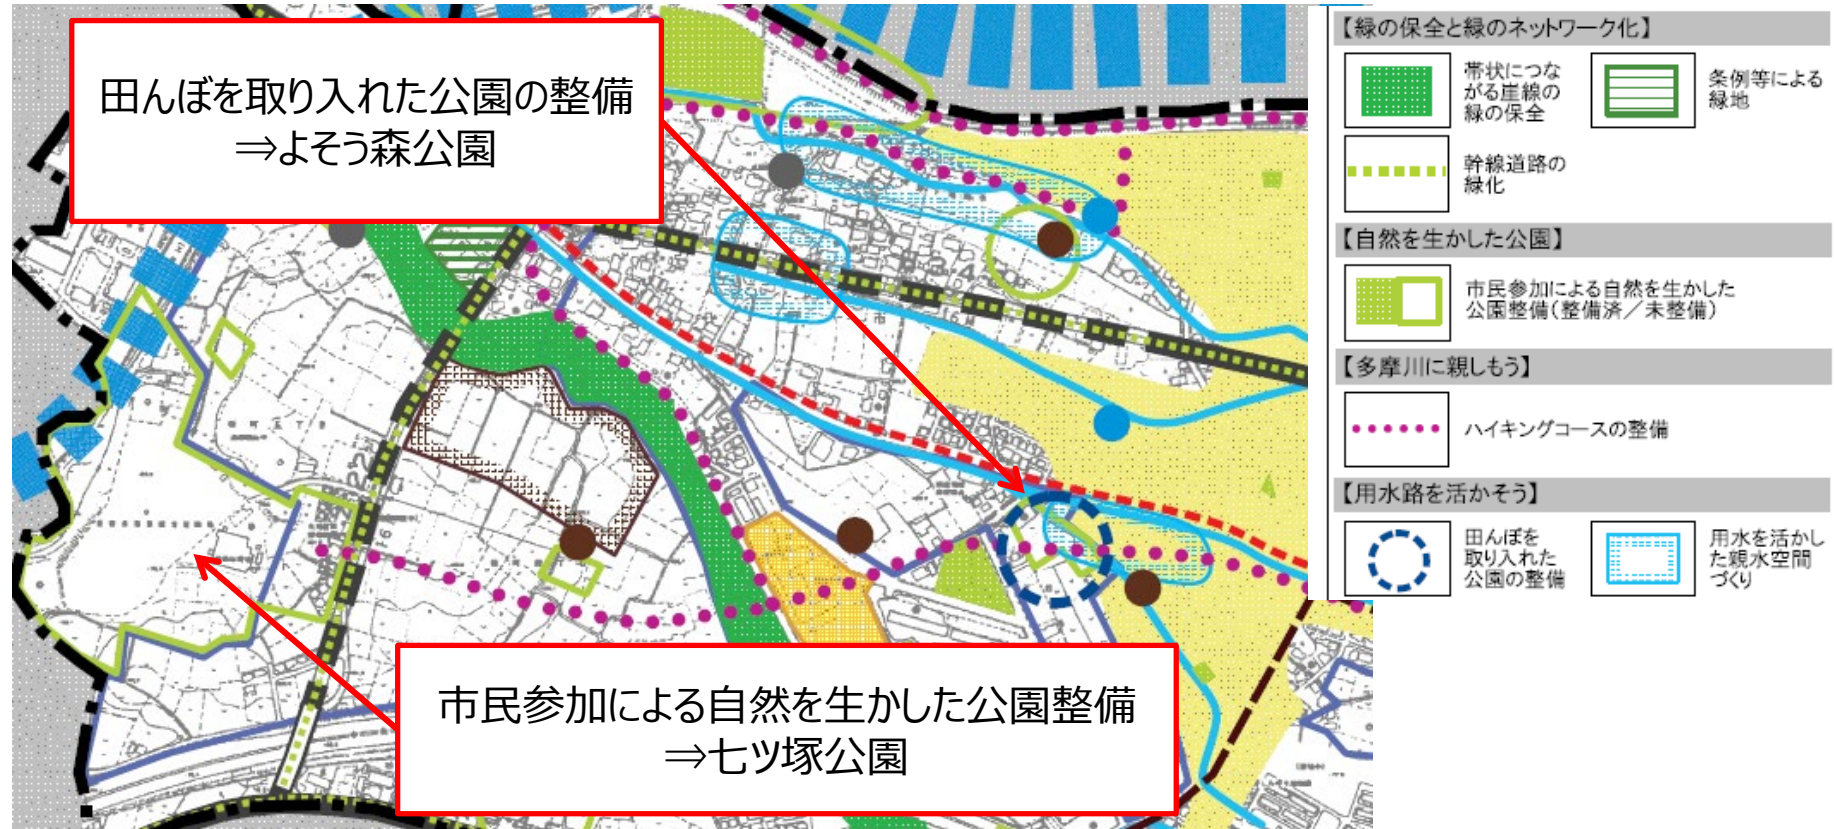 田んぼを取り入れた公園の整備
⇒よそう森公園
市民参加による自然を生かした公園整備
⇒七ツ塚公園
【緑の保全と緑のネットワーク化】
帯状につな
がる崖線の
緑の保全
条例等による
緑地
幹線道路の
緑化
【自然を生かした公園】
市民参加による自然を生かした
公園整備(整備済/未整備)
【多摩川に親しもう】
ハイキングコースの整備
【用水路を活かそう】
田んぼを
取り入れた
公園の整備
用水を活かし
た親水空間
づくり